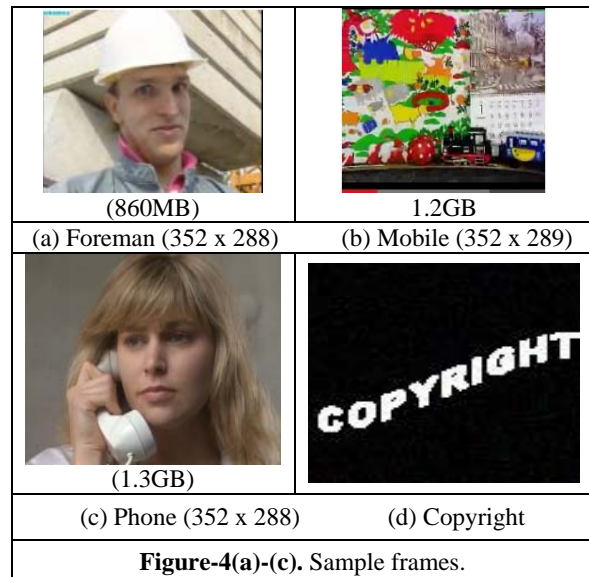 (860MB)
1.2GB
(a) Foreman (352 x 288)
(b) Mobile (352 x 289)
COPYRIGHT
(1.3GB)
(c) Phone (352 x 288)
(d) Copyright
Figure-4(a)-(c). Sample frames.